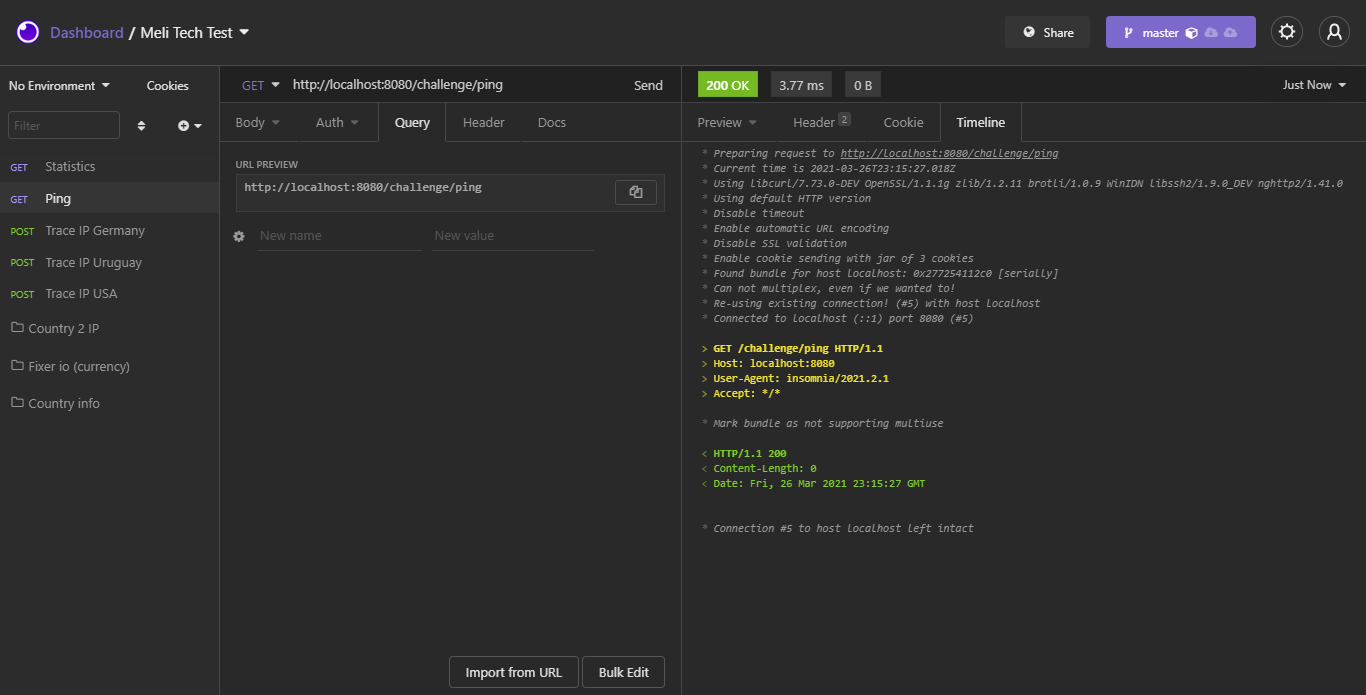 Dashboard / Meli Tech Test
Share
master
No Environment
Cookies
Filter
GET Statistics
GET Ping
POST Trace IP Germany
POST Trace IP Uruguay
POST Trace IP USA
Country 2 IP
Fixer io (currency)
Country info
GET http://localhost:8080/challenge/ping Send
Body Auth Query Header Docs
URL PREVIEW
http://localhost:8080/challenge/ping
New name New value
Import from URL Bulk Edit
200 OK 3.77 ms 0 B Just Now
Preview Header 2 Cookie Timeline
* Preparing request to http://localhost:8080/challenge/ping
* Current time is 2021-03-26T23:15:27.018Z
* Using libcurl/7.73.0-DEV OpenSSL/1.1.1g zlib/1.2.11 brotli/1.0.9 WinIDN libssh2/1.9.0_DEV nghttp2/1.41.0
* Using default HTTP version
* Disable timeout
* Enable automatic URL encoding
* Disable SSL validation
* Enable cookie sending with jar of 3 cookies
* Found bundle for host localhost: 0x277254112c0 [serially]
* Can not multiplex, even if we wanted to!
* Re-using existing connection! (#5) with host localhost
* Connected to localhost (::1) port 8080 (#5)
> GET /challenge/ping HTTP/1.1
> Host: localhost:8080
> User-Agent: insomnia/2021.2.1
> Accept: */*
* Mark bundle as not supporting multiuse
< HTTP/1.1 200
< Content-Length: 0
< Date: Fri, 26 Mar 2021 23:15:27 GMT
* Connection #5 to host localhost left intact